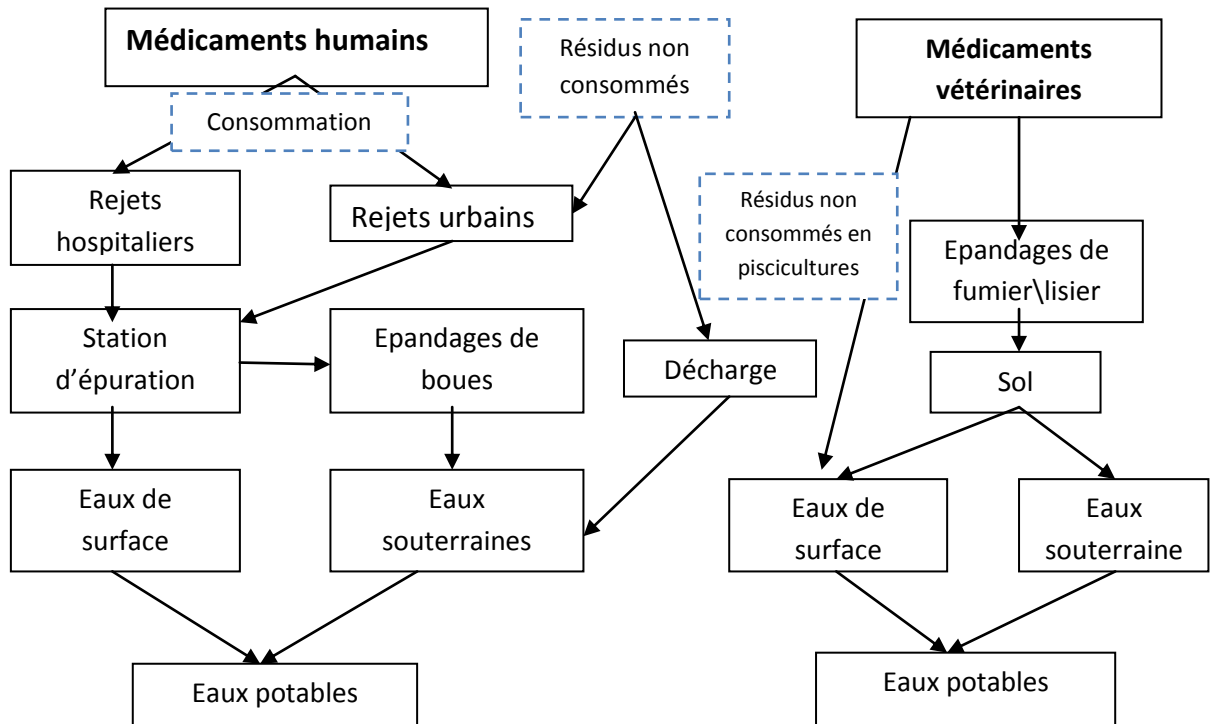 Médicaments humains
Résidus non
consommés
Médicaments
vétérinaires
Consommation
Rejets
hospitaliers
Rejets urbains
Résidus non
consommés en
piscicultures
Epandages de
fumier\lisier
Station
d'épuration
Epandages de
boues
Décharge
Sol
Eaux de
surface
Eaux
souterraines
Eaux de
surface
Eaux
souterraine
Eaux potables
Eaux potables